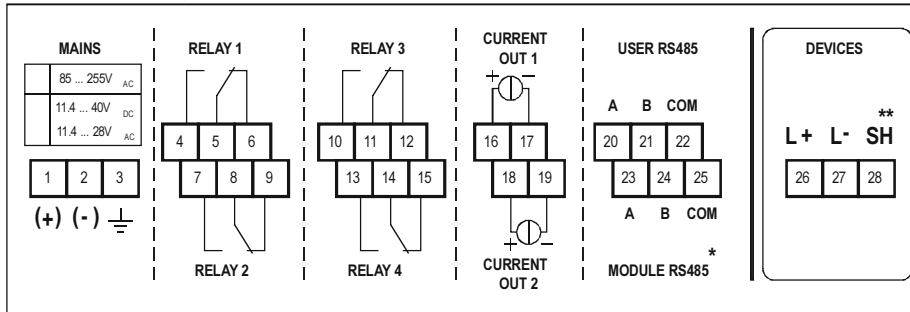 MAINS
85 ... 255V AC
11.4 ... 40V DC
11.4 ... 28V AC
1 2 3
(+) (-)
RELAY 1
4 5 6
7 8 9
RELAY 2
RELAY 3
10 11 12
13 14 15
RELAY 4
CURRENT
OUT 1
+ −
16 17
18 19
+ −
CURRENT
OUT 2
USER RS485
A B COM
20 21 22
23 24 25
A B COM
MODULE RS485 *
DEVICES
L+ L- SH **
26 27 28